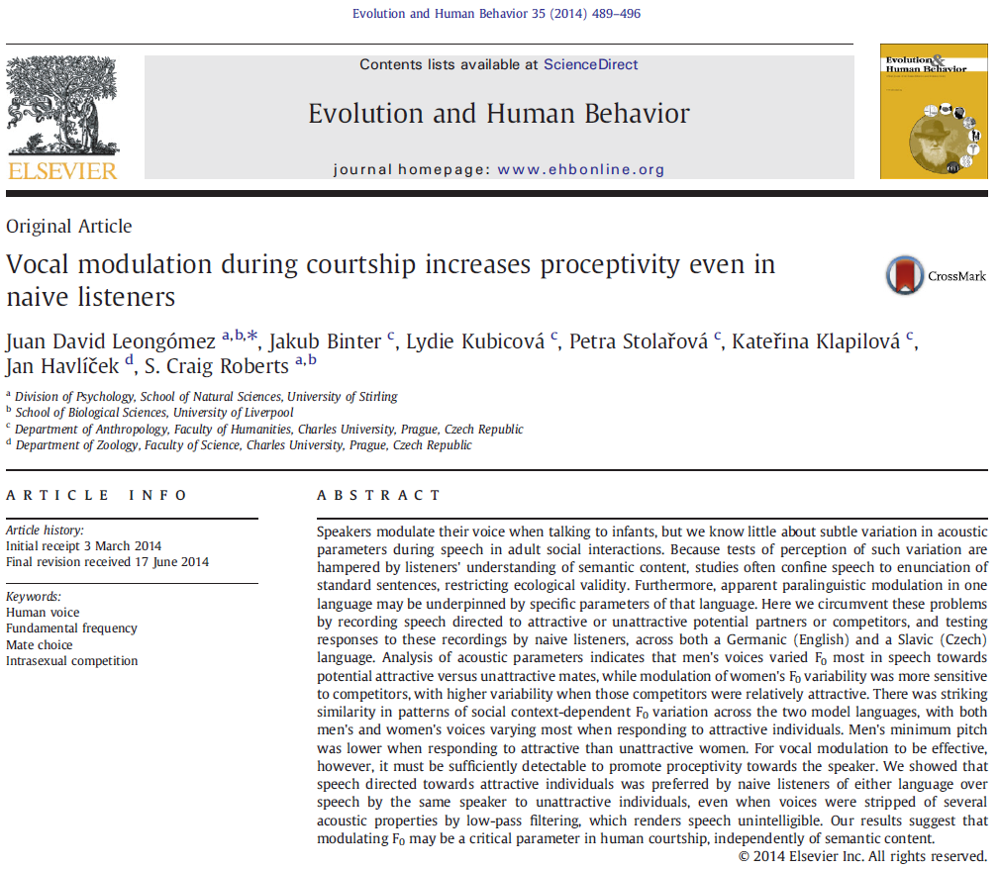 Evolution and Human Behavior 35 (2014) 489–496
Contents lists available at ScienceDirect
Evolution and Human Behavior
journal homepage: www.ehbonline.org
ELSEVIER
Evolution &
Human Behavior
Original Article
Vocal modulation during courtship increases proceptivity even in
naive listeners
CrossMark
Juan David Leongómez a,b,*, Jakub Binter c, Lydie Kubicová c, Petra Stolařová c, Kateřina Klapilová c,
Jan Havlíček d, S. Craig Roberts a,b
a Division of Psychology, School of Natural Sciences, University of Stirling
b School of Biological Sciences, University of Liverpool
c Department of Anthropology, Faculty of Humanities, Charles University, Prague, Czech Republic
d Department of Zoology, Faculty of Science, Charles University, Prague, Czech Republic
ARTICLE INFO
Article history:
Initial receipt 3 March 2014
Final revision received 17 June 2014
Keywords:
Human voice
Fundamental frequency
Mate choice
Intrasexual competition
ABSTRACT
Speakers modulate their voice when talking to infants, but we know little about subtle variation in acoustic
parameters during speech in adult social interactions. Because tests of perception of such variation are
hampered by listeners' understanding of semantic content, studies often confine speech to enunciation of
standard sentences, restricting ecological validity. Furthermore, apparent paralinguistic modulation in one
language may be underpinned by specific parameters of that language. Here we circumvent these problems
by recording speech directed to attractive or unattractive potential partners or competitors, and testing
responses to these recordings by naive listeners, across both a Germanic (English) and a Slavic (Czech)
language. Analysis of acoustic parameters indicates that men's voices varied F0 most in speech towards
potential attractive versus unattractive mates, while modulation of women's F0 variability was more sensitive
to competitors, with higher variability when those competitors were relatively attractive. There was striking
similarity in patterns of social context-dependent F0 variation across the two model languages, with both
men's and women's voices varying most when responding to attractive individuals. Men's minimum pitch
was lower when responding to attractive than unattractive women. For vocal modulation to be effective,
however, it must be sufficiently detectable to promote proceptivity towards the speaker. We showed that
speech directed towards attractive individuals was preferred by naive listeners of either language over
speech by the same speaker to unattractive individuals, even when voices were stripped of several
acoustic properties by low-pass filtering, which renders speech unintelligible. Our results suggest that
modulating F0 may be a critical parameter in human courtship, independently of semantic content.
© 2014 Elsevier Inc. All rights reserved.